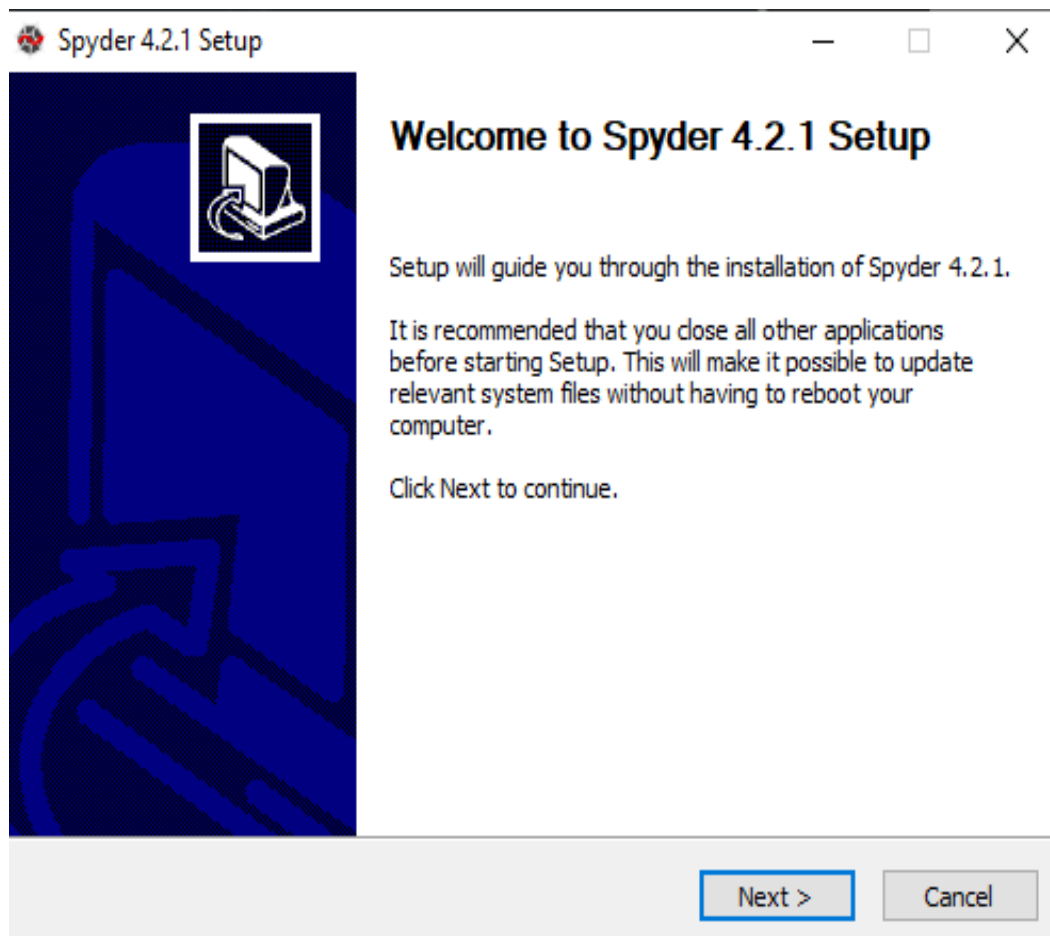 Spyder 4.2.1 Setup
Welcome to Spyder 4.2.1 Setup
Setup will guide you through the installation of Spyder 4.2.1.
It is recommended that you close all other applications
before starting Setup. This will make it possible to update
relevant system files without having to reboot your
computer.
Click Next to continue.
Next >
Cancel